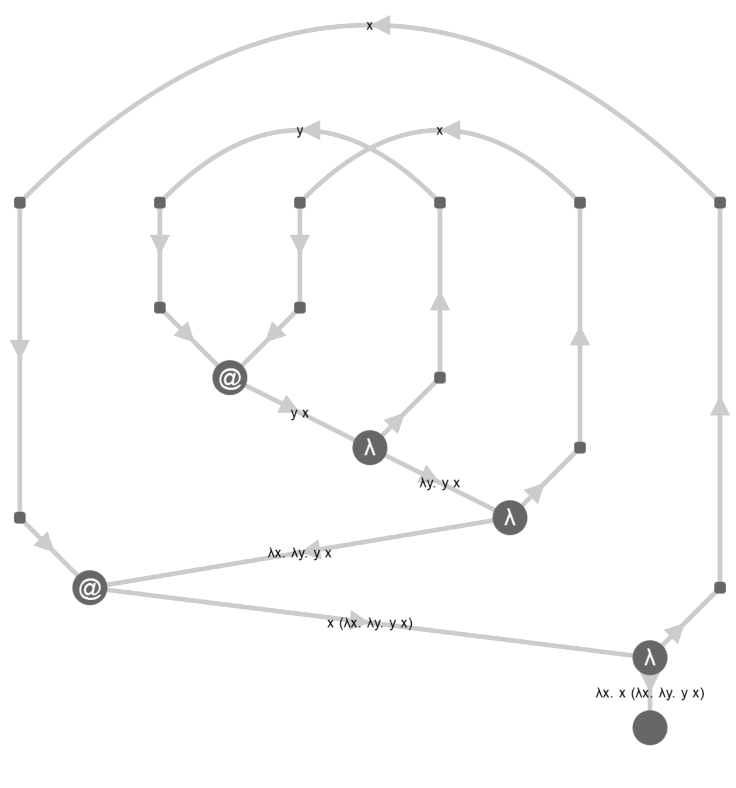 x
y
x
@
y x
λ
λy. y x
λ
λx. λy. y x
@
x (λx. λy. y x)
λ
λx. x (λx. λy. y x)